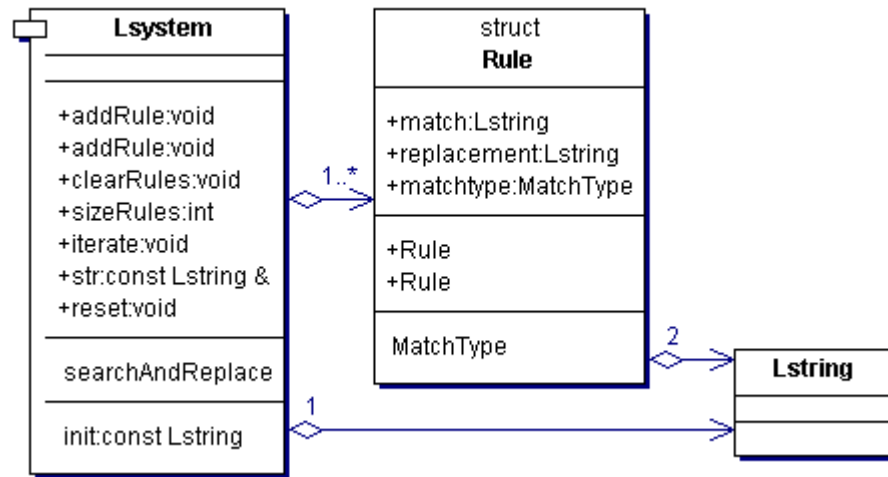 Lsystem
+addRule:void
+addRule:void
+clearRules:void
+sizeRules:int
+iterate:void
+str:const Lstring &
+reset:void
searchAndReplace
init:const Lstring
1..*
1
struct
Rule
+match:Lstring
+replacement:Lstring
+matchtype:MatchType
+Rule
+Rule
MatchType
2
Lstring